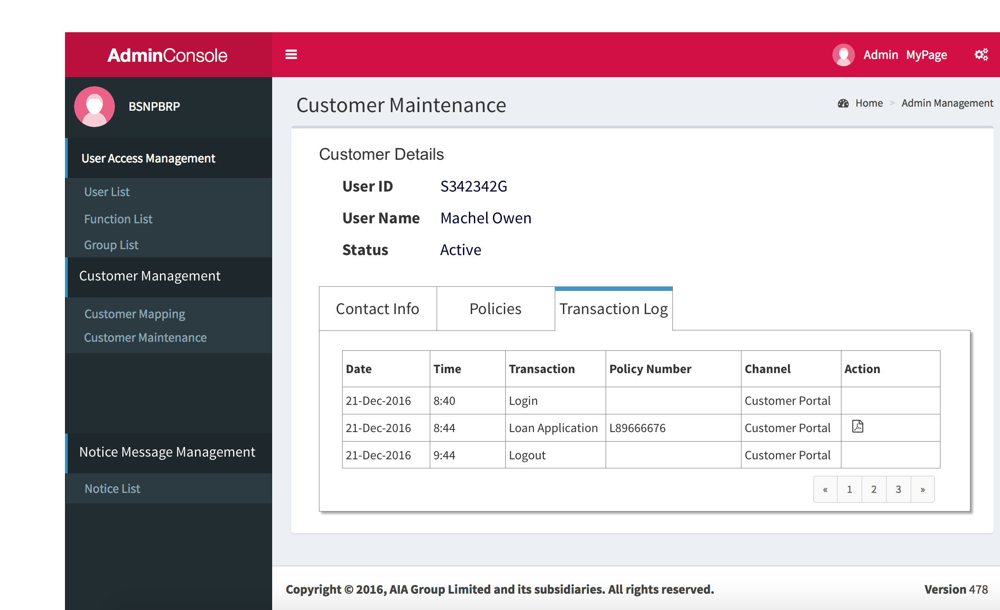 AdminConsole
Admin MyPage
BSNPBRP
User Access Management
User List
Function List
Group List
Customer Management
Customer Mapping
Customer Maintenance
Notice Message Management
Notice List
Customer Maintenance
Home > Admin Management
Customer Details
User ID S342342G
User Name Machel Owen
Status Active
Contact Info Policies Transaction Log
Date Time Transaction Policy Number Channel Action
21-Dec-2016 8:40 Login Customer Portal
21-Dec-2016 8:44 Loan Application L89666676 Customer Portal
21-Dec-2016 9:44 Logout Customer Portal
« 1 2 3 »
Copyright © 2016, AIA Group Limited and its subsidiaries. All rights reserved. Version 478